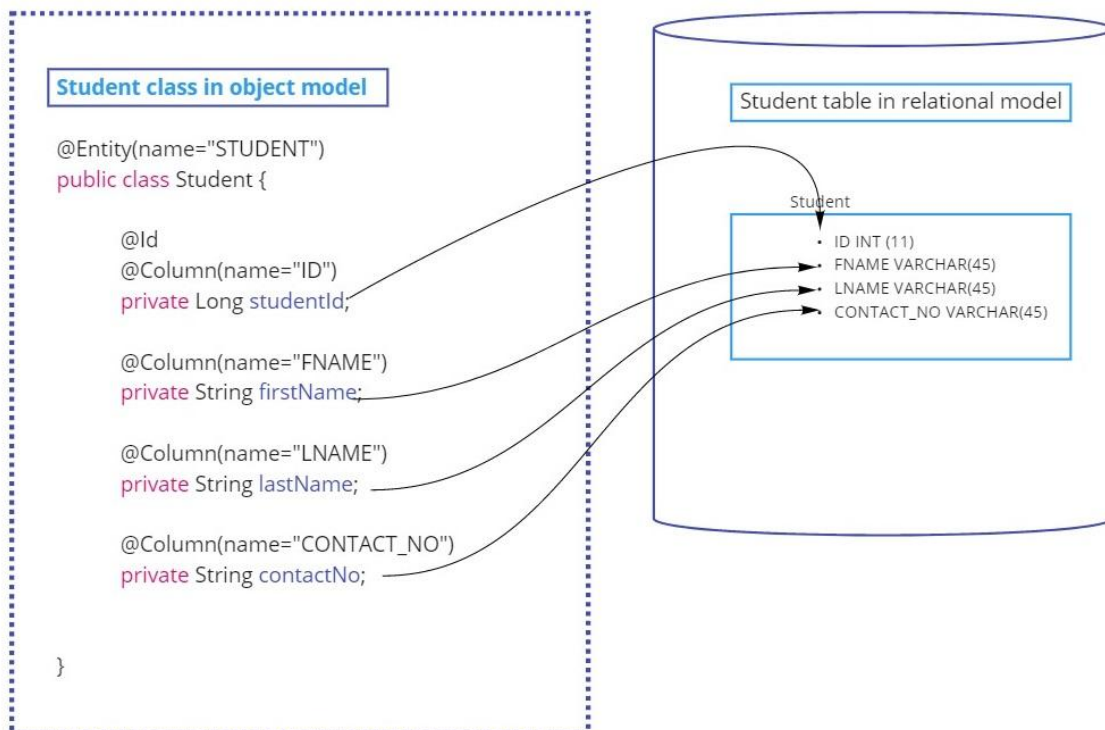 Student class in object model
@Entity(name="STUDENT")
public class Student {
@Id
@Column(name="ID")
private Long studentId;
@Column(name="FNAME")
private String firstName;
@Column(name="LNAME")
private String lastName;
@Column(name="CONTACT_NO")
private String contactNo;
}
Student table in relational model
Student
• ID INT (11)
• FNAME VARCHAR(45)
• LNAME VARCHAR(45)
• CONTACT_NO VARCHAR(45)